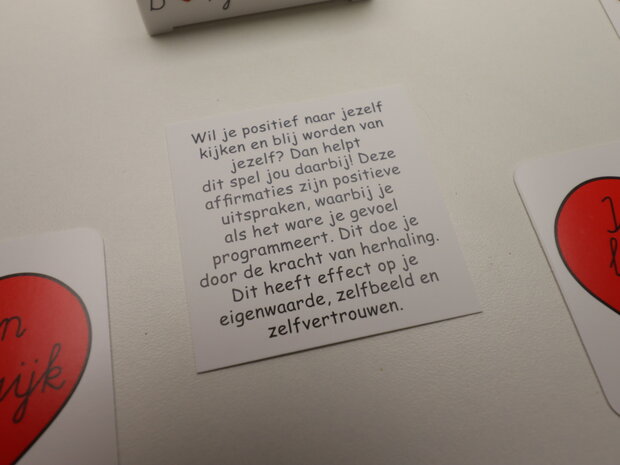 Wil je positief naar jezelf
kijken en blij worden van
jezelf? Dan helpt
dit spel jou daarbij! Deze
affirmaties zijn positieve
uitspraken, waarbij je
als het ware je gevoel
programmeert. Dit doe je
door de kracht van herhaling.
Dit heeft effect op je
eigenwaarde, zelfbeeld en
zelfvertrouwen.